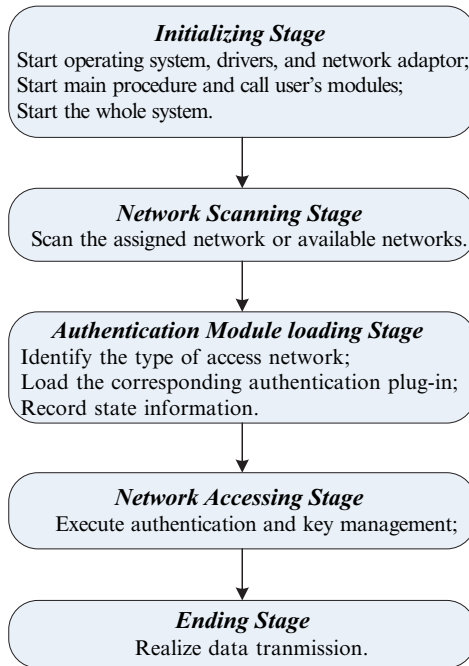 Initializing Stage
Start operating system, drivers, and network adaptor;
Start main procedure and call user's modules;
Start the whole system.
Network Scanning Stage
Scan the assigned network or available networks.
Authentication Module loading Stage
Identify the type of access network;
Load the corresponding authentication plug-in;
Record state information.
Network Accessing Stage
Execute authentication and key management;
Ending Stage
Realize data tranmission.